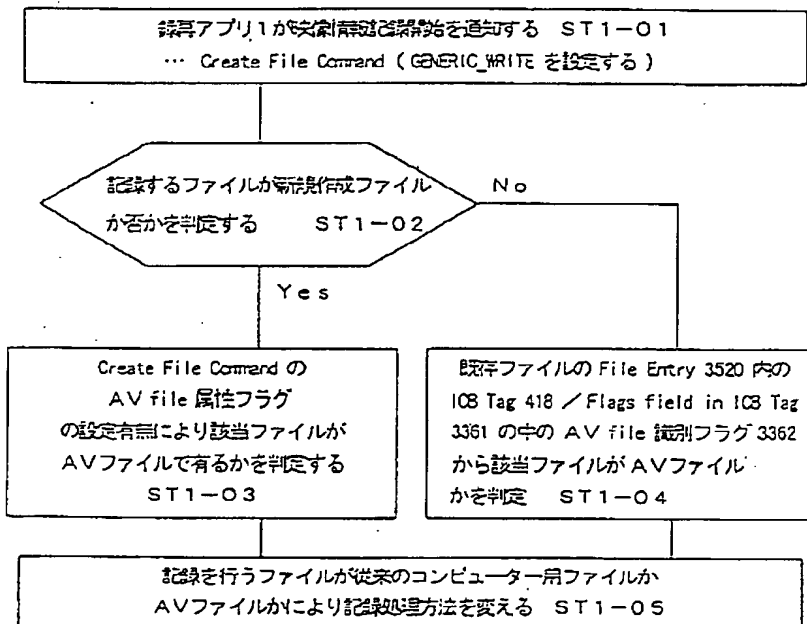 録再アプリ1が映像情報記録開始を通知する ST1-01
… Create File Command ( GENERIC_WRITE を設定する )
記録するファイルが新規作成ファイル
か否かを判定する ST1-02
No
Yes
Create File Command の
AV file 属性フラグ
の設定有無により該当ファイルが
AVファイルで有るかを判定する
ST1-03
既存ファイルの File Entry 3520 内の
ICB Tag 418 / Flags field in ICB Tag
3361 の中の AV file 識別フラグ 3362
から該当ファイルがAVファイル
かを判定 ST1-04
記録を行うファイルが従来のコンピューター用ファイルか
AVファイルかにより記録処理方法を変える ST1-05